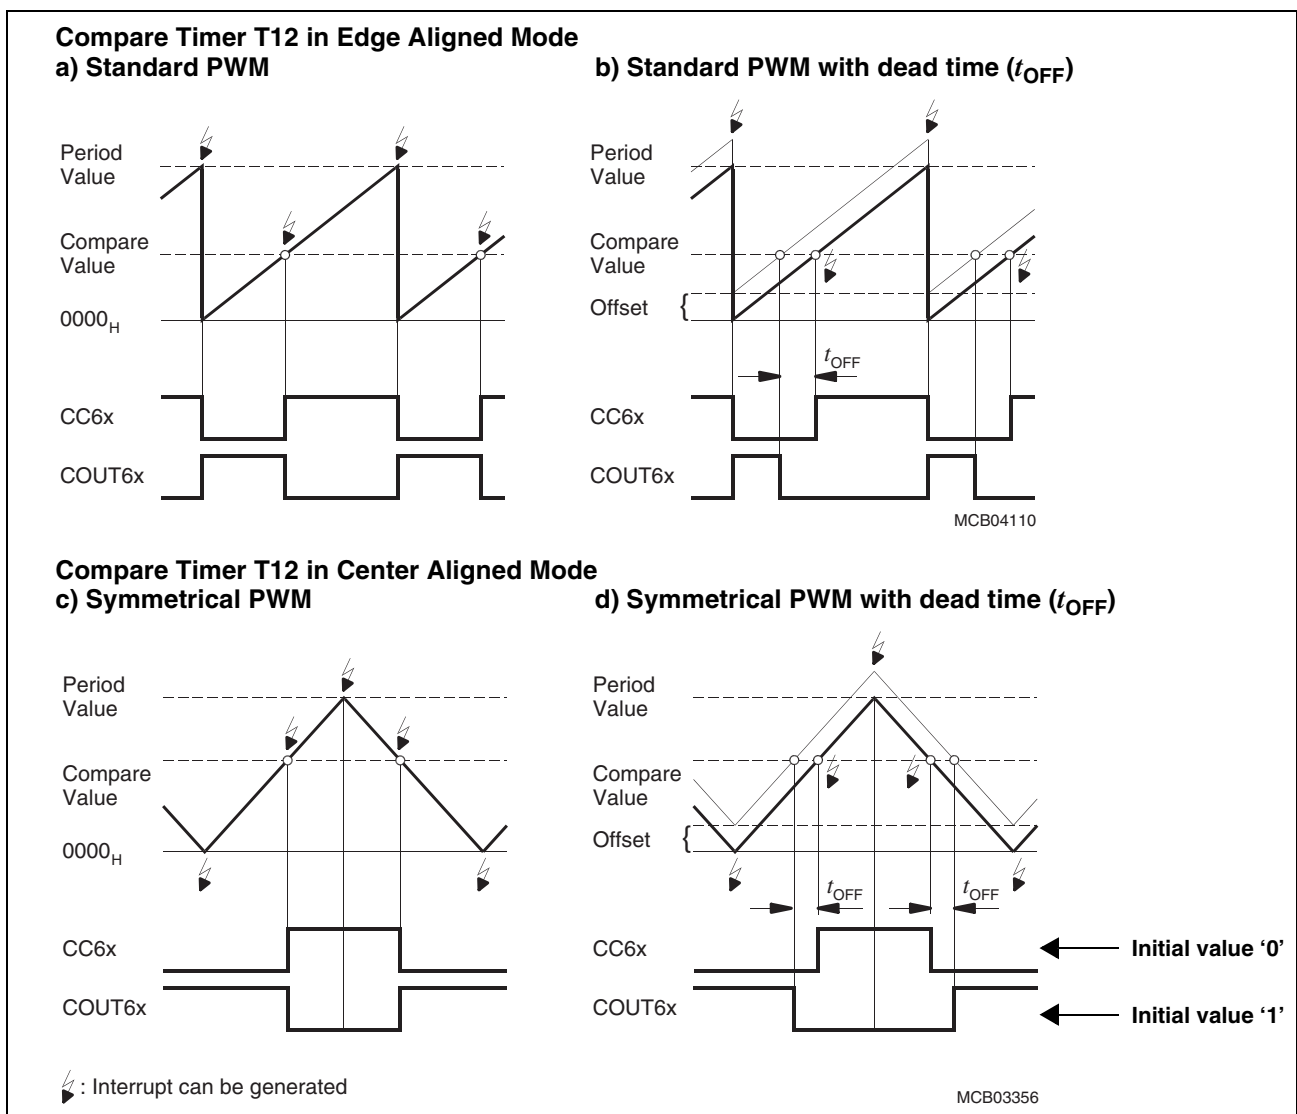 Compare Timer T12 in Edge Aligned Mode
a) Standard PWM
b) Standard PWM with dead time (tOFF)
Period
Value
Compare
Value
0000H
CC6x
COUT6x
Period
Value
Compare
Value
Offset {
tOFF
CC6x
COUT6x
MCB04110
Compare Timer T12 in Center Aligned Mode
c) Symmetrical PWM
d) Symmetrical PWM with dead time (tOFF)
Period
Value
Compare
Value
0000H
CC6x
COUT6x
Period
Value
Compare
Value
Offset {
tOFF
tOFF
CC6x
Initial value ‘0’
COUT6x
Initial value ‘1’
: Interrupt can be generated
MCB03356